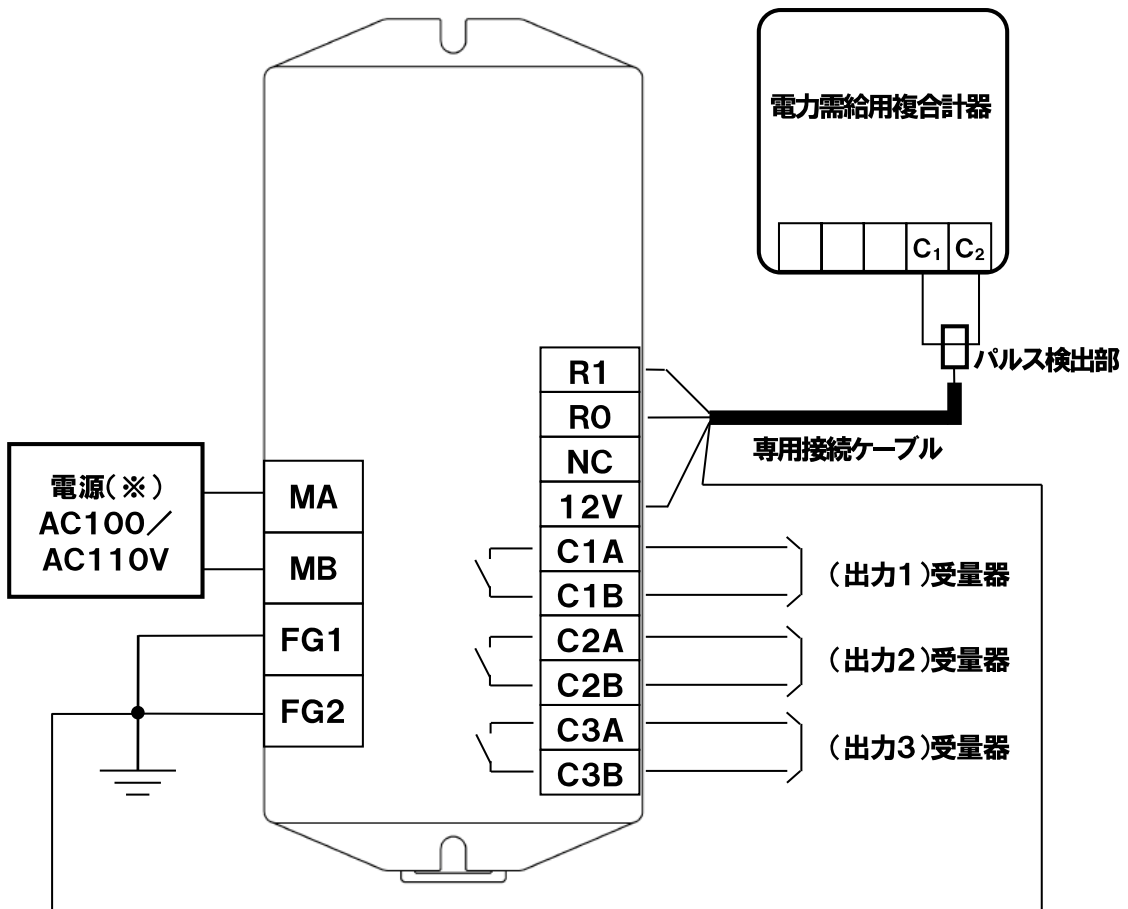 電力需給用複合計器
C₁
C₂
パルス検出部
専用接続ケーブル
R1
R0
NC
12V
C1A
C1B
C2A
C2B
C3A
C3B
(出力1)受量器
(出力2)受量器
(出力3)受量器
電源(※)
AC100／
AC110V
MA
MB
FG1
FG2